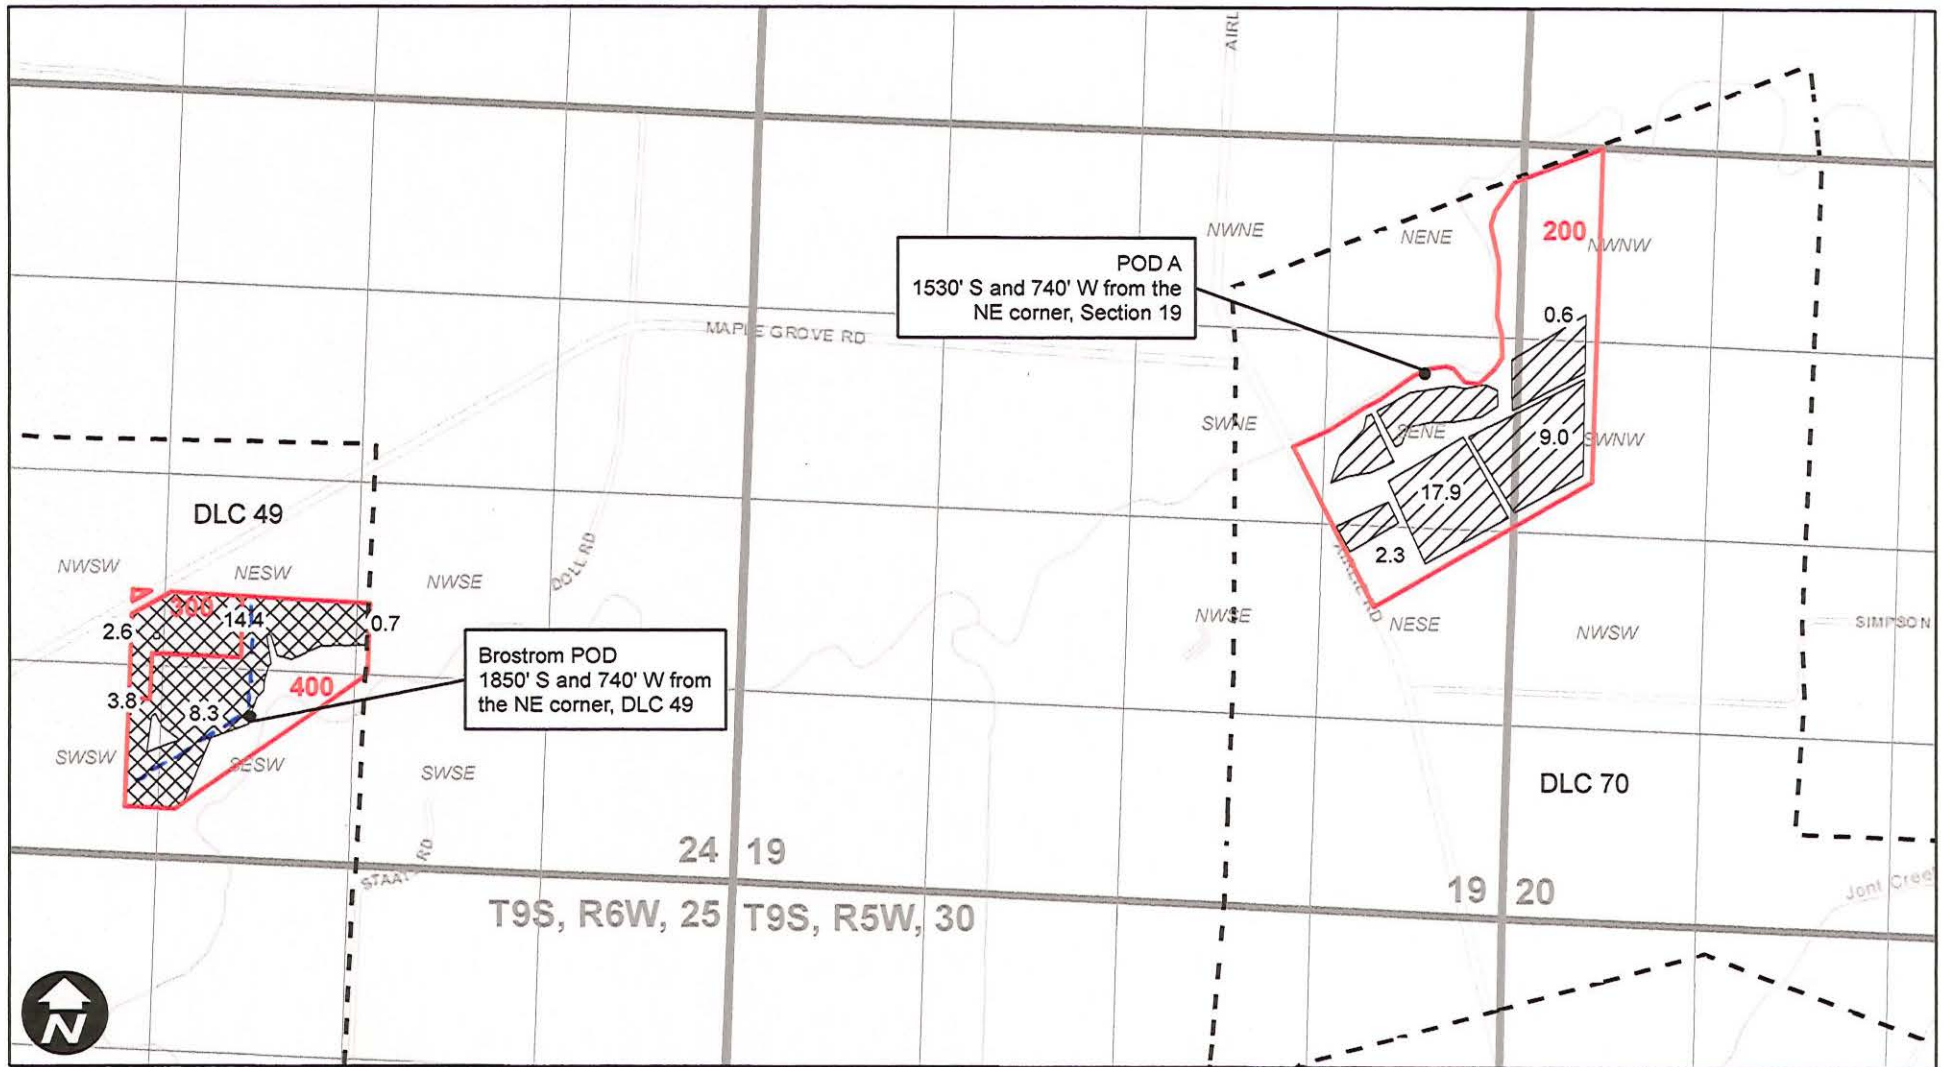 AIRL
NWNE
NENE
200
NWNW
POD A
1530' S and 740' W from the
NE corner, Section 19
0.6
MAPLE GROVE RD
SWNE
SENE
9.0
SWNW
17.9
DLC 49
2.3
AIRLIE RD
DOLL RD
NWSW
NESW
NWSE
300
14.4
2.6
0.7
NWSE
NESE
NWSW
SIMPSON
Brostrom POD
1850' S and 740' W from
the NE corner, DLC 49
400
3.8
8.3
SWSW
SESW
SWSE
DLC 70
24 19
19 20
Jont Cree
T9S, R6W, 25 T9S, R5W, 30
N